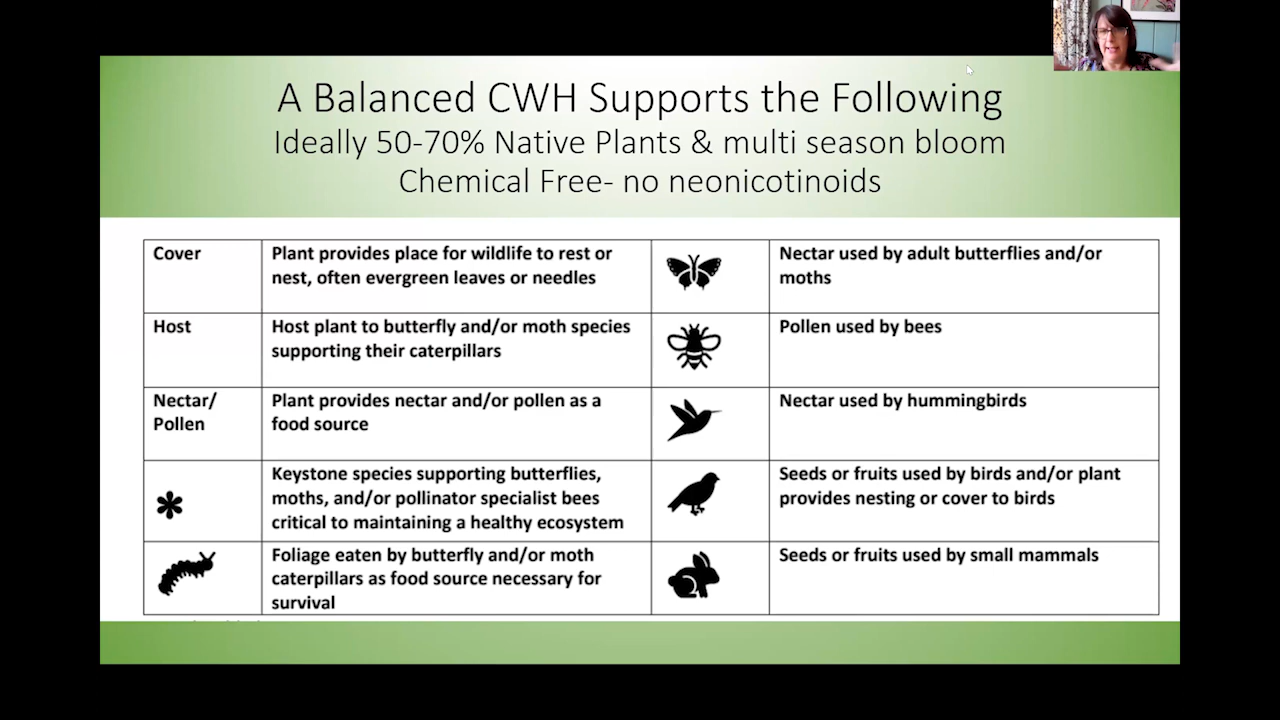 A Balanced CWH Supports the Following
Ideally 50-70% Native Plants & multi season bloom
Chemical Free- no neonicotinoids
Cover
Plant provides place for wildlife to rest or
nest, often evergreen leaves or needles
Nectar used by adult butterflies and/or
moths
Host
Host plant to butterfly and/or moth species
supporting their caterpillars
Pollen used by bees
Nectar/
Pollen
Plant provides nectar and/or pollen as a
food source
Nectar used by hummingbirds
*
Keystone species supporting butterflies,
moths, and/or pollinator specialist bees
critical to maintaining a healthy ecosystem
Seeds or fruits used by birds and/or plant
provides nesting or cover to birds
Foliage eaten by butterfly and/or moth
caterpillars as food source necessary for
survival
Seeds or fruits used by small mammals